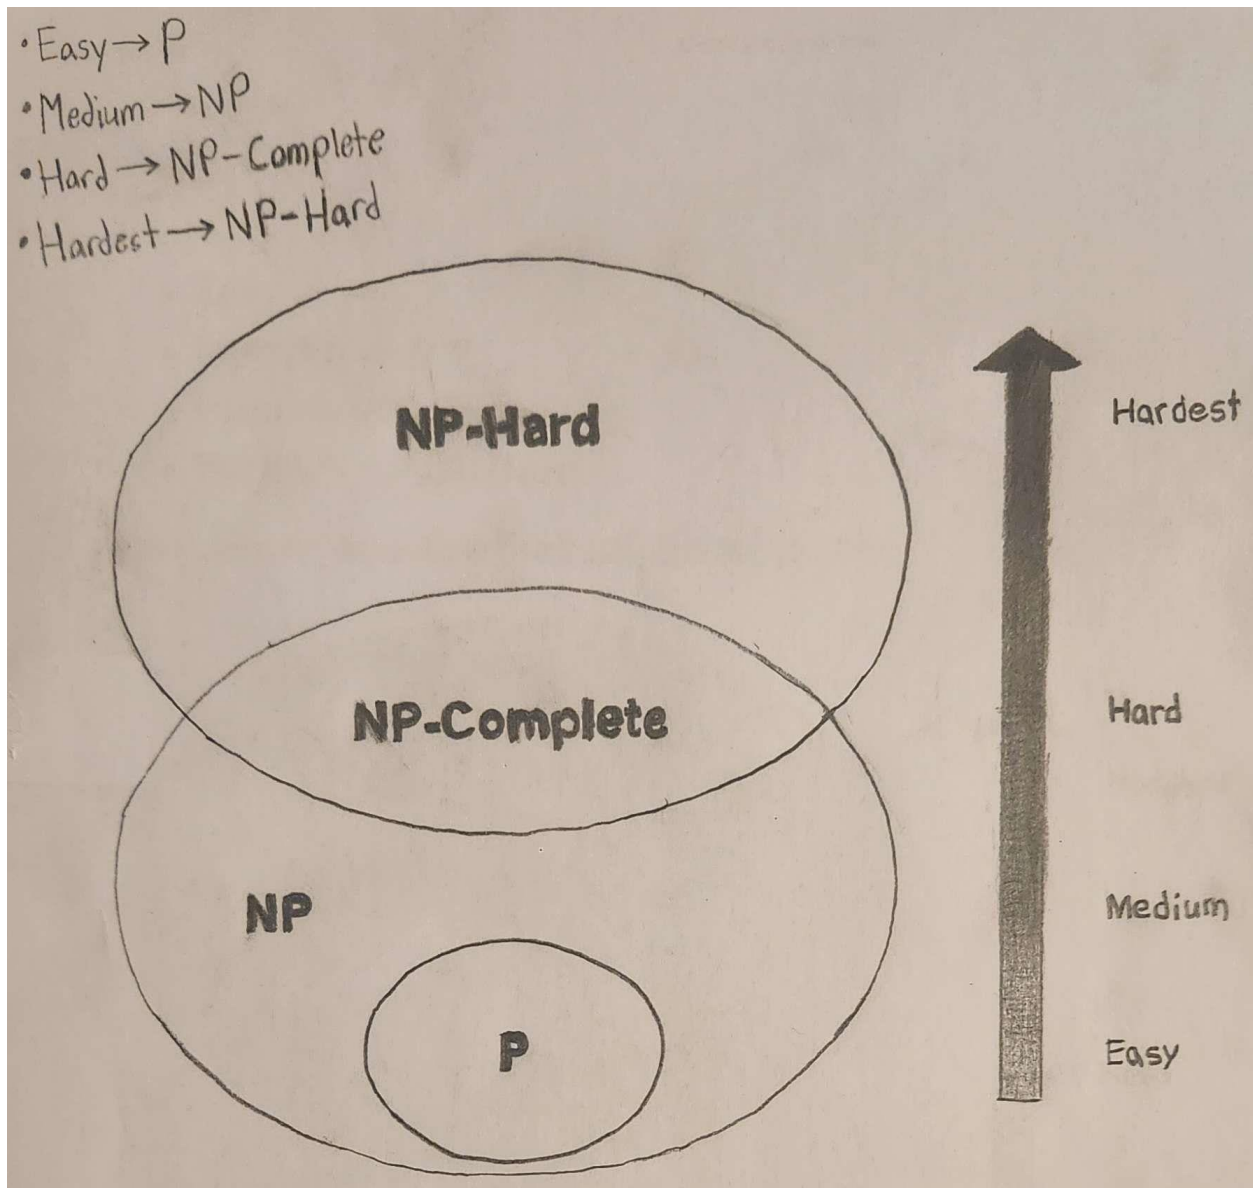 •Easy→P
•Medium→NP
•Hard→NP-Complete
•Hardest→NP-Hard
NP-Hard
Hardest
NP-Complete
Hard
NP
Medium
P
Easy